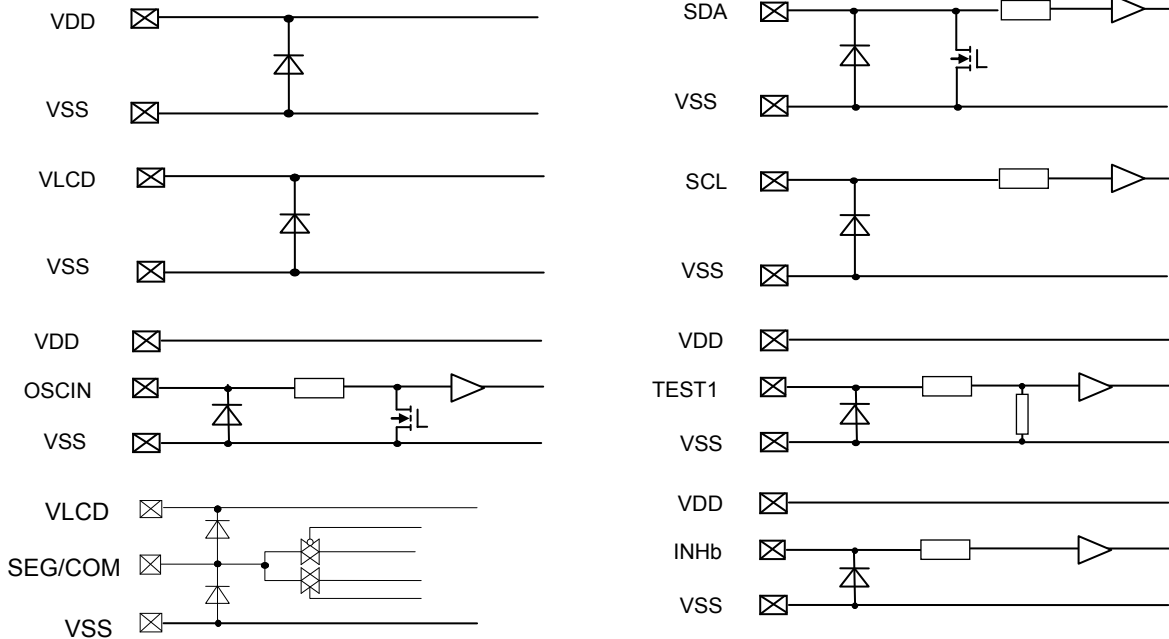 VDD
VSS
VLCD
VSS
VDD
OSCIN
VSS
VLCD
SEG/COM
VSS
SDA
VSS
SCL
VSS
VDD
TEST1
VSS
VDD
INHb
VSS